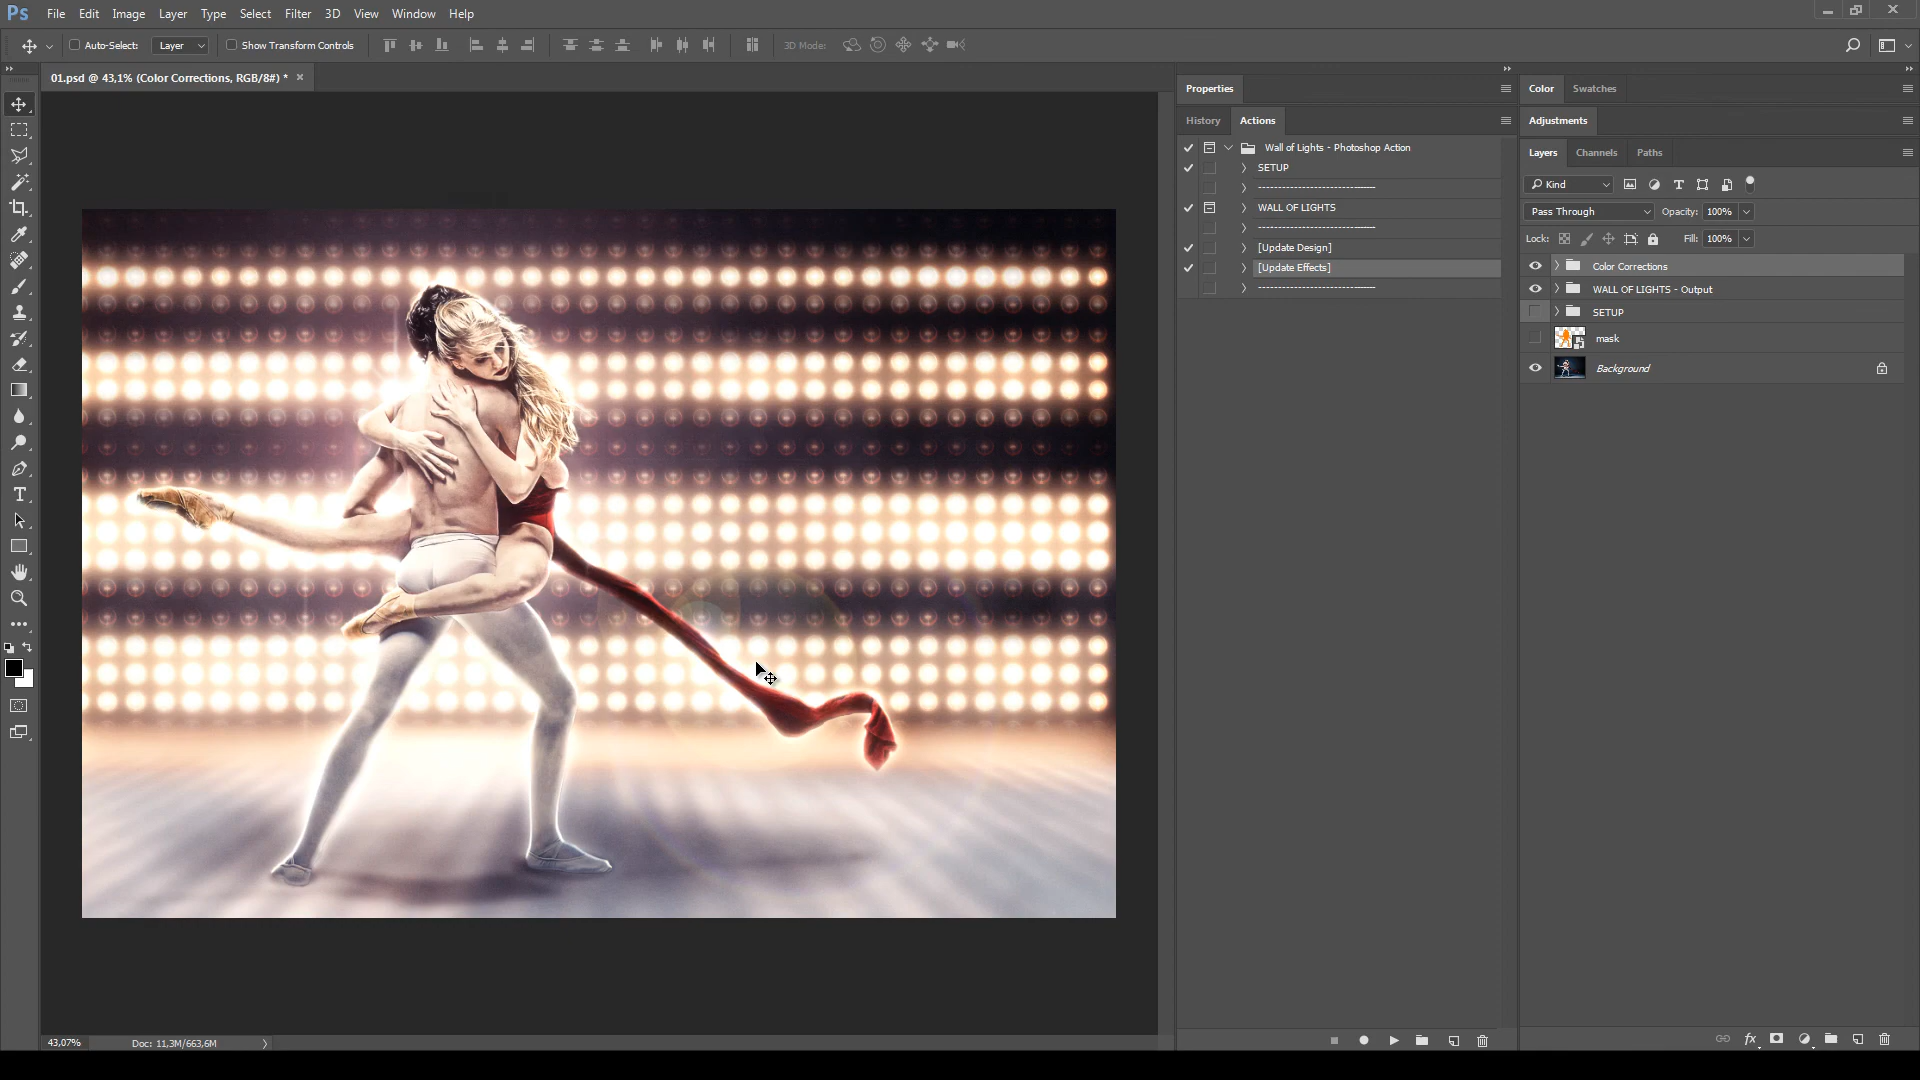 Ps File Edit Image Layer Type Select Filter 3D View Window Help
Auto-Select: Layer Show Transform Controls 3D Mode:
01.psd @ 43,1% (Color Corrections, RGB/8#) *
Properties
History Actions
Wall of Lights - Photoshop Action
SETUP
-----------------------------
WALL OF LIGHTS
-----------------------------
[Update Design]
[Update Effects]
-----------------------------
Color Swatches
Adjustments
Layers Channels Paths
Kind
Pass Through Opacity: 100%
Lock: Fill: 100%
Color Corrections
WALL OF LIGHTS - Output
SETUP
mask
Background
43,07% Doc: 11,3M/663,6M